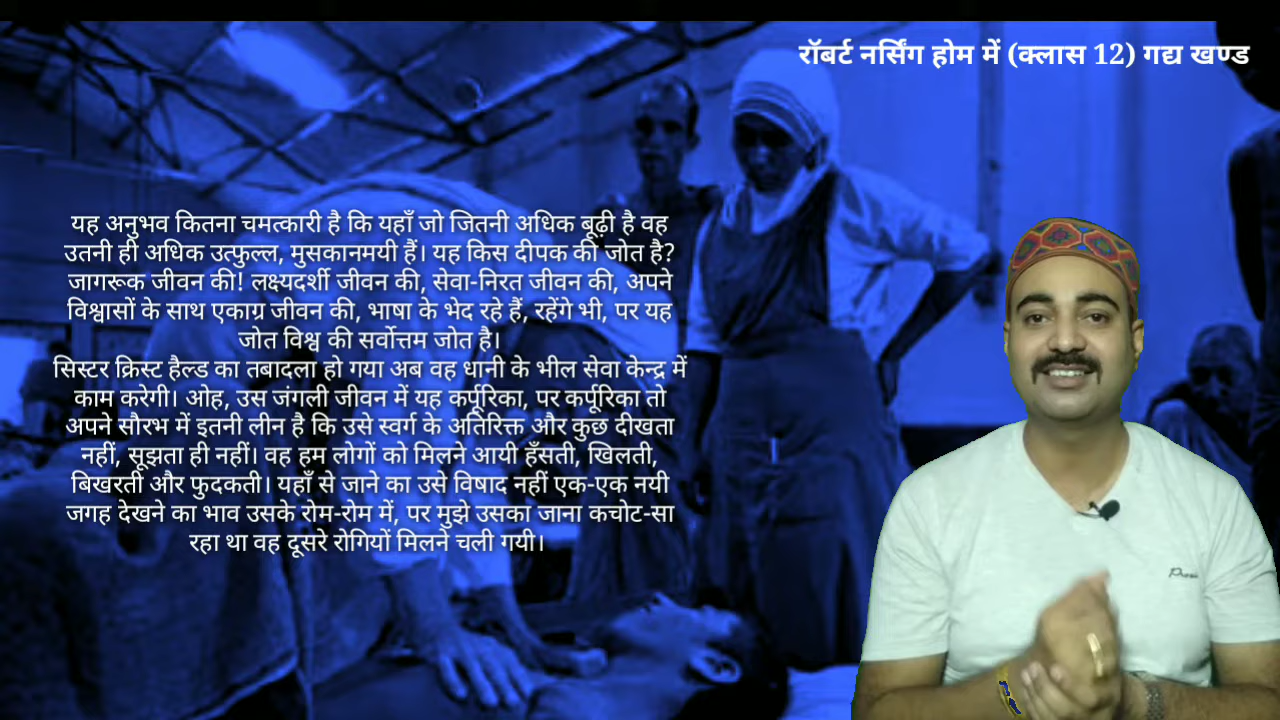 रॉबर्ट नर्सिंग होम में (क्लास 12) गद्य खण्ड
यह अनुभव कितना चमत्कारी है कि यहाँ जो जितनी अधिक बूढ़ी है वह
उतनी ही अधिक उत्फुल्ल, मुसकानमयी हैं। यह किस दीपक की जोत है?
जागरूक जीवन की! लक्ष्यदर्शी जीवन की, सेवा-निरत जीवन की, अपने
विश्वासों के साथ एकाग्र जीवन की, भाषा के भेद रहे हैं, रहेंगे भी, पर यह
जोत विश्व की सर्वोत्तम जोत है।
सिस्टर क्रिस्ट हैल्ड का तबादला हो गया अब वह धानी के भील सेवा केन्द्र में
काम करेगी। ओह, उस जंगली जीवन में यह कर्पूरिका, पर कर्पूरिका तो
अपने सौरभ में इतनी लीन है कि उसे स्वर्ग के अतिरिक्त और कुछ दीखता
नहीं, सूझता ही नहीं। वह हम लोगों को मिलने आयी हँसती, खिलती,
बिखरती और फुदकती। यहाँ से जाने का उसे विषाद नहीं एक-एक नयी
जगह देखने का भाव उसके रोम-रोम में, पर मुझे उसका जाना कचोट-सा
रहा था वह दूसरे रोगियों मिलने चली गयी।